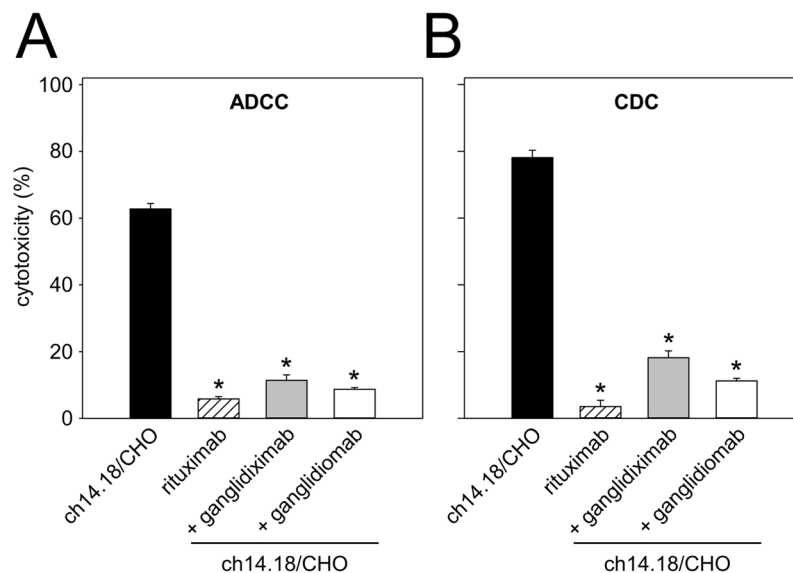 A
B
ADCC
CDC
cytotoxicity (%)
100
80
60
40
20
0
*
*
*
*
*
*
ch14.18/CHO
rituximab
+ ganglidiximab
+ ganglidiomab
ch14.18/CHO
ch14.18/CHO
rituximab
+ ganglidiximab
+ ganglidiomab
ch14.18/CHO